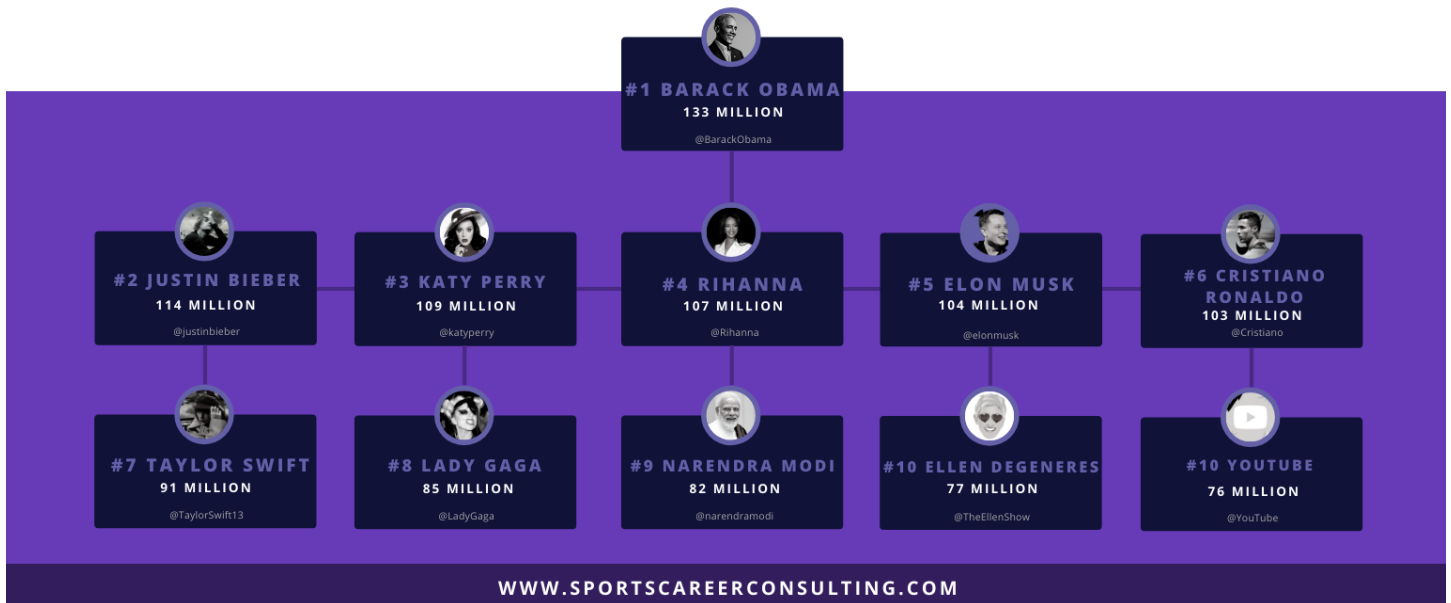 #1 BARACK OBAMA
133 MILLION
@BarackObama
#2 JUSTIN BIEBER
114 MILLION
@justinbieber
#3 KATY PERRY
109 MILLION
@katyperry
#4 RIHANNA
107 MILLION
@Rihanna
#5 ELON MUSK
104 MILLION
@elonmusk
#6 CRISTIANO
RONALDO
103 MILLION
@Cristiano
#7 TAYLOR SWIFT
91 MILLION
@TaylorSwift13
#8 LADY GAGA
85 MILLION
@LadyGaga
#9 NARENDRA MODI
82 MILLION
@narendramodi
#10 ELLEN DEGENERES
77 MILLION
@TheEllenShow
#10 YOUTUBE
76 MILLION
@YouTube
WWW.SPORTSCAREERCONSULTING.COM